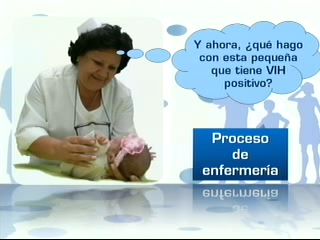 Y ahora, ¿qué hago
con esta pequeña
que tiene VIH
positivo?
Proceso
de
enfermería